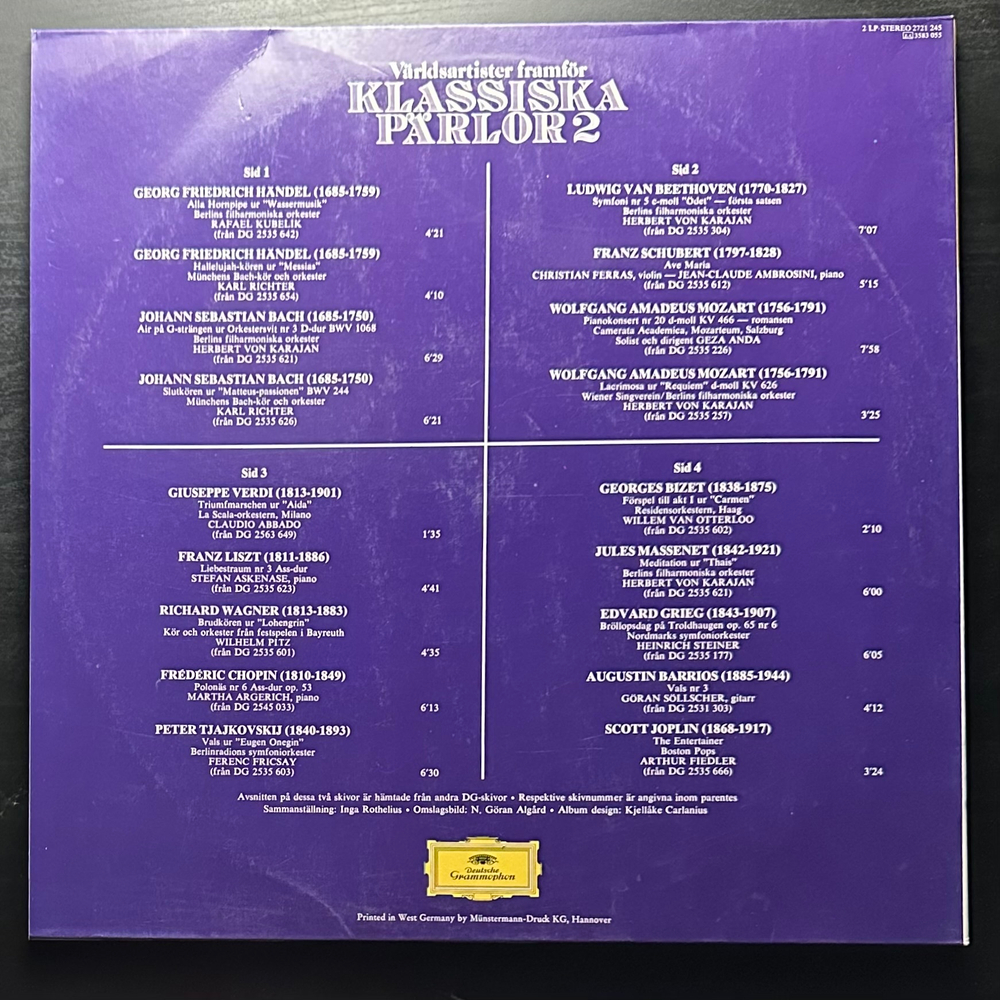 2 LP·STEREO 2721 245
3583 055
Världsartister framför
KLASSISKA
PÄRLOR 2
Sid 1
GEORG FRIEDRICH HÄNDEL (1685-1759)
Alla Hornpipe ur "Wassermusik"
Berlins filharmoniska orkester
RAFAEL KUBELIK
(från DG 2535 642) 4'21
GEORG FRIEDRICH HÄNDEL (1685-1759)
Hallelujah-kören ur "Messias"
Münchens Bach-kör och orkester
KARL RICHTER
(från DG 2535 654) 4'10
JOHANN SEBASTIAN BACH (1685-1750)
Air på G-strängen ur Orkestersvit nr 3 D-dur BWV 1068
Berlins filharmoniska orkester
HERBERT VON KARAJAN
(från DG 2535 621) 6'29
JOHANN SEBASTIAN BACH (1685-1750)
Slutkören ur "Matteus-passionen" BWV 244
Münchens Bach-kör och orkester
KARL RICHTER
(från DG 2535 626) 6'21
Sid 2
LUDWIG VAN BEETHOVEN (1770-1827)
Symfoni nr 5 c-moll "Ödet" — första satsen
Berlins filharmoniska orkester
HERBERT VON KARAJAN
(från DG 2535 304) 7'07
FRANZ SCHUBERT (1797-1828)
Ave Maria
CHRISTIAN FERRAS, violin — JEAN-CLAUDE AMBROSINI, piano
(från DG 2535 612) 5'15
WOLFGANG AMADEUS MOZART (1756-1791)
Pianokonsert nr 20 d-moll KV 466 — romansen
Camerata Academica, Mozarteum, Salzburg
Solist och dirigent GEZA ANDA
(från DG 2535 226) 7'58
WOLFGANG AMADEUS MOZART (1756-1791)
Lacrimosa ur "Requiem" d-moll KV 626
Wiener Singverein/Berlins filharmoniska orkester
HERBERT VON KARAJAN
(från DG 2535 257) 3'25
Sid 3
GIUSEPPE VERDI (1813-1901)
Triumfmarschen ur "Aida"
La Scala-orkestern, Milano
CLAUDIO ABBADO
(från DG 2563 649) 1'35
FRANZ LISZT (1811-1886)
Liebestraum nr 3 Ass-dur
STEFAN ASKENASE, piano
(från DG 2535 623) 4'41
RICHARD WAGNER (1813-1883)
Brudkören ur "Lohengrin"
Kör och orkester från festspelen i Bayreuth
WILHELM PITZ
(från DG 2535 601) 4'35
FRÉDÉRIC CHOPIN (1810-1849)
Polonäs nr 6 Ass-dur op. 53
MARTHA ARGERICH, piano
(från DG 2545 033) 6'13
PETER TJAJKOVSKIJ (1840-1893)
Vals ur "Eugen Onegin"
Berlinradions symfoniorkester
FERENC FRICSAY
(från DG 2535 603) 6'30
Sid 4
GEORGES BIZET (1838-1875)
Förspel till akt I ur "Carmen"
Residensorkestern, Haag
WILLEM VAN OTTERLOO
(från DG 2535 602) 2'10
JULES MASSENET (1842-1921)
Meditation ur "Thaïs"
Berlins filharmoniska orkester
HERBERT VON KARAJAN
(från DG 2535 621) 6'00
EDVARD GRIEG (1843-1907)
Bröllopsdag på Troldhaugen op. 65 nr 6
Nordmarks symfoniorkester
HEINRICH STEINER
(från DG 2535 177) 6'05
AUGUSTIN BARRIOS (1885-1944)
Vals nr 3
GÖRAN SÖLLSCHER, gitarr
(från DG 2531 303) 4'12
SCOTT JOPLIN (1868-1917)
The Entertainer
Boston Pops
ARTHUR FIEDLER
(från DG 2535 666) 3'24
Avsnitten på dessa två skivor är hämtade från andra DG-skivor • Respektive skivnummer är angivna inom parentes
Sammanställning: Inga Rothelius • Omslagsbild: N, Göran Algård • Album design: Kjellåke Carlanius
Deutsche
Grammophon
Printed in West Germany by Münstermann-Druck KG, Hannover